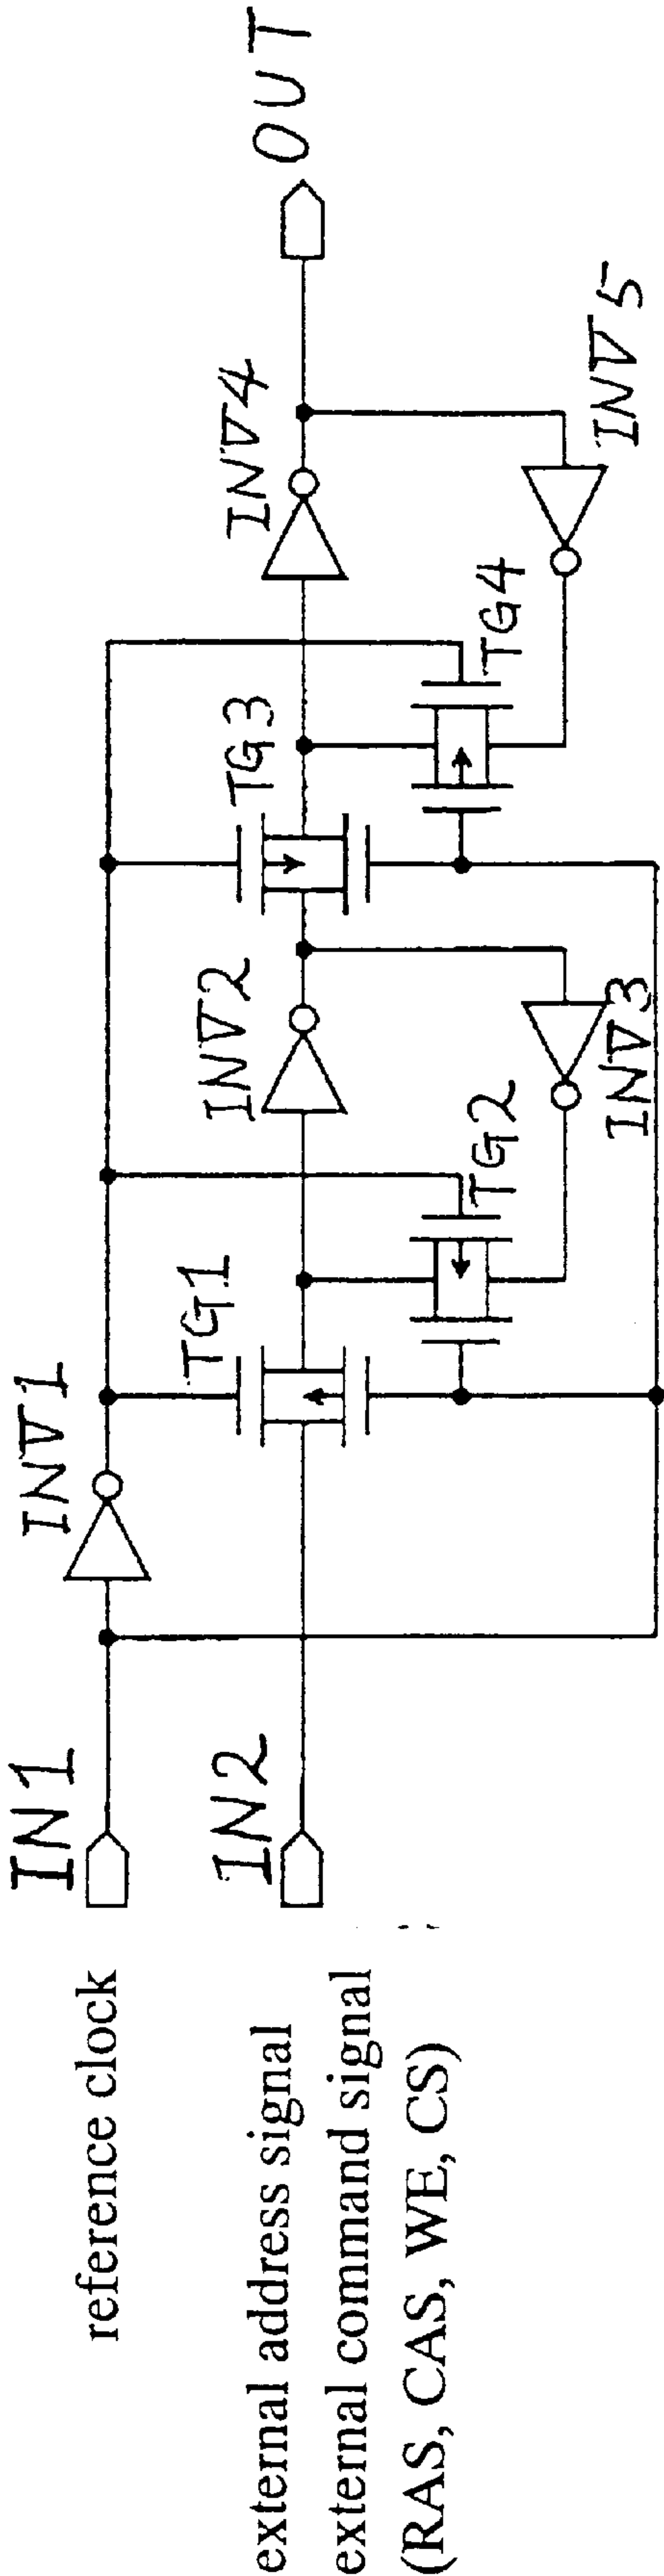 IN1
reference clock
IN2
external address signal
external command signal
(RAS, CAS, WE, CS)
INV1
TG1
INV2
TG2
INV3
TG3
INV4
TG4
INV5
OUT